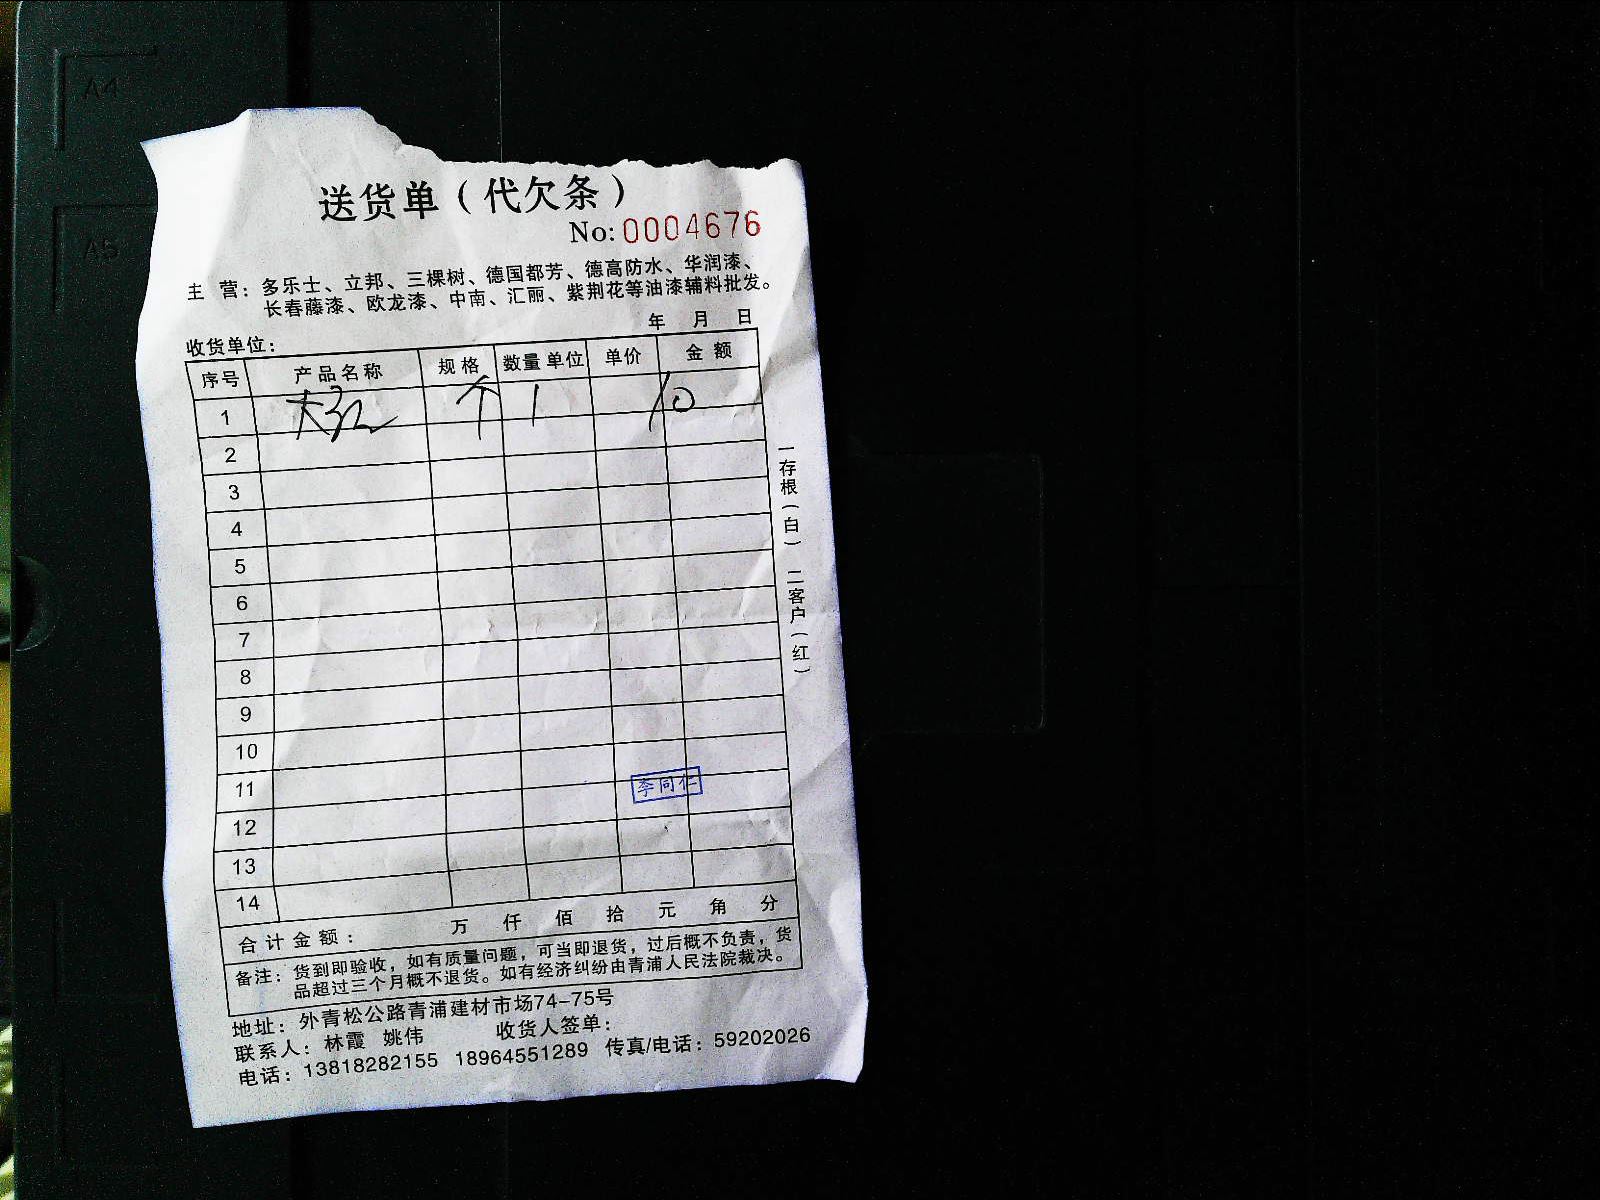 A4
A5
送货单（代欠条）
No: 0004676
主 营：多乐士、立邦、三棵树、德国都芳、德高防水、华润漆、
长春藤漆、欧龙漆、中南、汇丽、紫荆花等油漆辅料批发。
年 月 日
收货单位：
序号 产品名称 规格 数量 单位 单价 金额
1 个 1 10
2
3
4
5
6
7
8
9
10
11
李同仁
12
13
14
合计金额： 万 仟 佰 拾 元 角 分
备注：货到即验收，如有质量问题，可当即退货，过后概不负责，货
品超过三个月概不退货。如有经济纠纷由青浦人民法院裁决。
地址：外青松公路青浦建材市场74-75号
联系人：林霞 姚伟 收货人签单：
电话：13818282155 18964551289 传真/电话：59202026
一存根（白） 二客户（红）